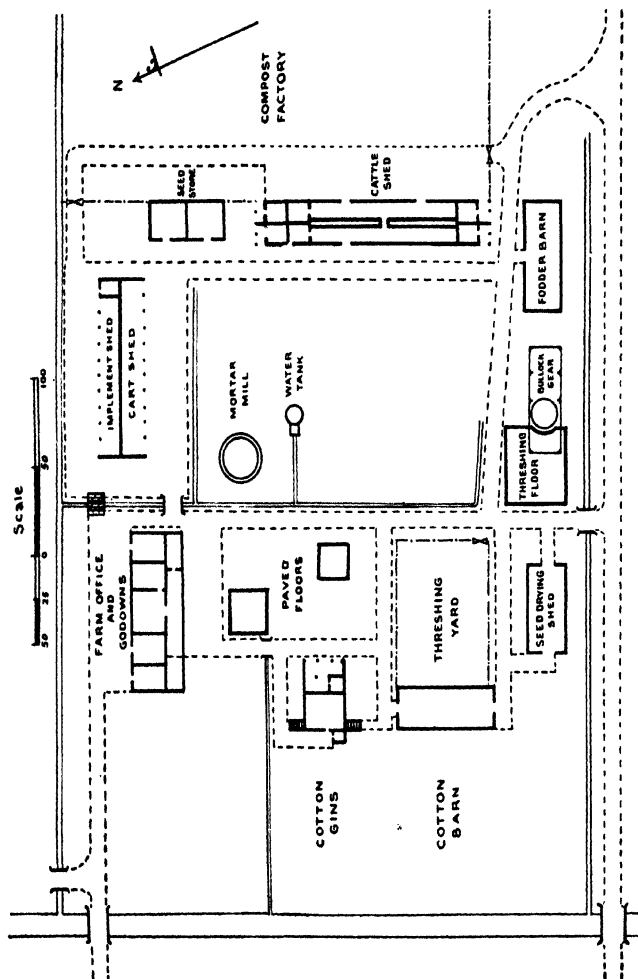 N
COMPOST
FACTORY
SEED
STORE
CATTLE
SHED
IMPLEMENT SHED
CART SHED
FODDER BARN
MORTAR
MILL
WATER
TANK
BULLOCK
GEAR
THRESHING
FLOOR
Scale
50 25 0 50 100
FARM OFFICE
AND
GODOWNS
PAVED
FLOORS
THRESHING
YARD
SEED DRYING
SHED
COTTON
GINS
COTTON
BARN